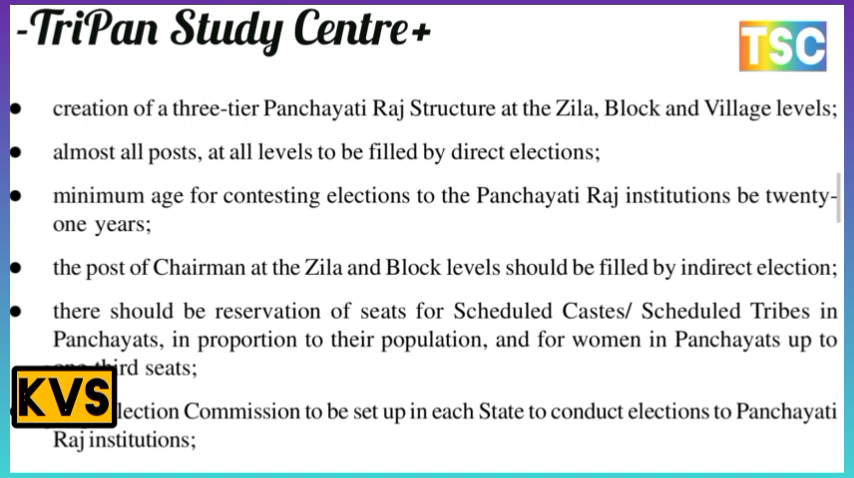 -TriPan Study Centre+
TSC
● creation of a three-tier Panchayati Raj Structure at the Zila, Block and Village levels;
● almost all posts, at all levels to be filled by direct elections;
● minimum age for contesting elections to the Panchayati Raj institutions be twenty-
one years;
● the post of Chairman at the Zila and Block levels should be filled by indirect election;
● there should be reservation of seats for Scheduled Castes/ Scheduled Tribes in
Panchayats, in proportion to their population, and for women in Panchayats up to
one-third seats;
KVS
lection Commission to be set up in each State to conduct elections to Panchayati
Raj institutions;